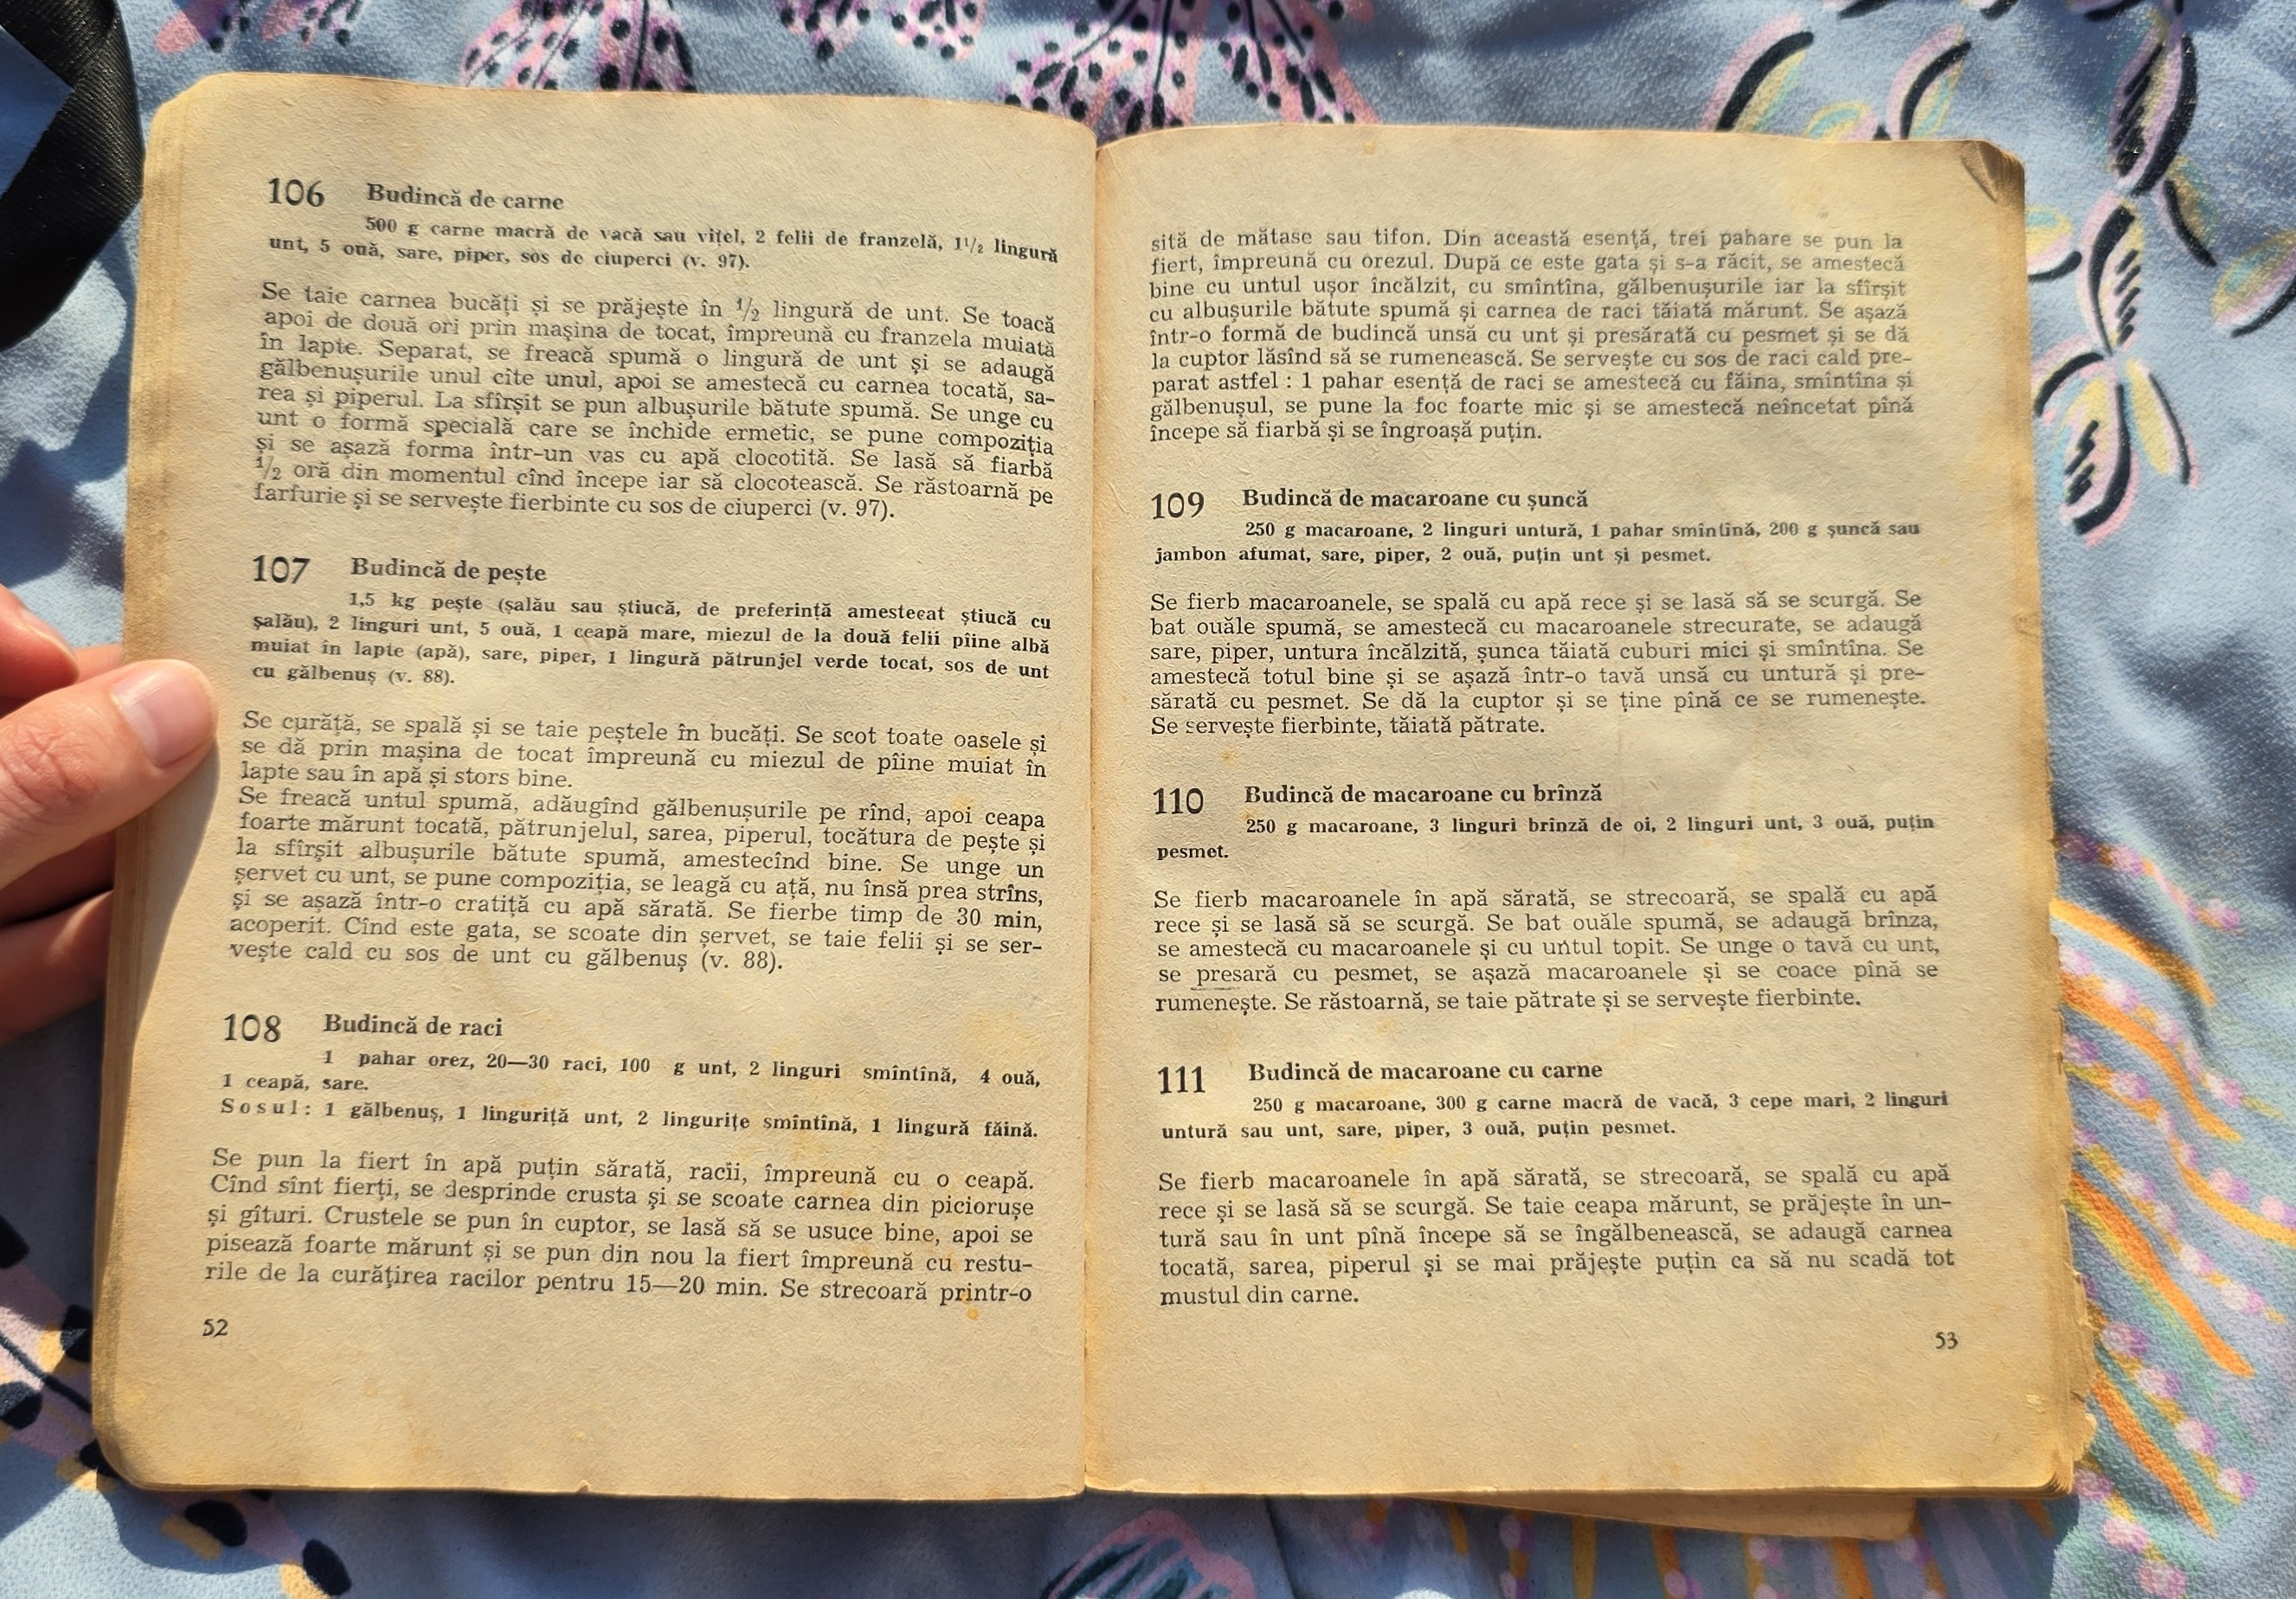 106 Budincă de carne
500 g carne macră de vacă sau vițel, 2 felii de franzelă, 1 1/2 lingură
unt, 5 ouă, sare, piper, sos de ciuperci (v. 97).
Se taie carnea bucăți și se prăjește în 1/2 lingură de unt. Se toacă
apoi de două ori prin mașina de tocat, împreună cu franzela muiată
în lapte. Separat, se freacă spumă o lingură de unt și se adaugă
gălbenușurile unul cîte unul, apoi se amestecă cu carnea tocată, sa-
rea și piperul. La sfîrșit se pun albușurile bătute spumă. Se unge cu
unt o formă specială care se închide ermetic, se pune compoziția
și se așază forma într-un vas cu apă clocotită. Se lasă să fiarbă
1/2 oră din momentul cînd începe iar să clocotească. Se răstoarnă pe
farfurie și se servește fierbinte cu sos de ciuperci (v. 97).
107 Budincă de pește
1,5 kg pește (șalău sau știucă, de preferință amestecat știucă cu
șalău), 2 linguri unt, 5 ouă, 1 ceapă mare, miezul de la două felii pîine albă
muiat în lapte (apă), sare, piper, 1 lingură pătrunjel verde tocat, sos de unt
cu gălbenuș (v. 88).
Se curăță, se spală și se taie peștele în bucăți. Se scot toate oasele și
se dă prin mașina de tocat împreună cu miezul de pîine muiat în
lapte sau în apă și stors bine.
Se freacă untul spumă, adăugînd gălbenușurile pe rînd, apoi ceapa
foarte mărunt tocată, pătrunjelul, sarea, piperul, tocătura de pește și
la sfîrșit albușurile bătute spumă, amestecînd bine. Se unge un
șervet cu unt, se pune compoziția, se leagă cu ață, nu însă prea strîns,
și se așază într-o cratiță cu apă sărată. Se fierbe timp de 30 min,
acoperit. Cînd este gata, se scoate din șervet, se taie felii și se ser-
vește cald cu sos de unt cu gălbenuș (v. 88).
108 Budincă de raci
1 pahar orez, 20—30 raci, 100 g unt, 2 linguri smîntînă, 4 ouă,
1 ceapă, sare.
Sosul: 1 gălbenuș, 1 linguriță unt, 2 lingurițe smîntînă, 1 lingură făină.
Se pun la fiert în apă puțin sărată, racii, împreună cu o ceapă.
Cînd sînt fierți, se desprinde crusta și se scoate carnea din piciorușe
și gîturi. Crustele se pun în cuptor, se lasă să se usuce bine, apoi se
pisează foarte mărunt și se pun din nou la fiert împreună cu restu-
rile de la curățirea racilor pentru 15—20 min. Se strecoară printr-o
52
sită de mătase sau tifon. Din această esență, trei pahare se pun la
fiert, împreună cu orezul. După ce este gata și s-a răcit, se amestecă
bine cu untul ușor încălzit, cu smîntîna, gălbenușurile iar la sfîrșit
cu albușurile bătute spumă și carnea de raci tăiată mărunt. Se așază
într-o formă de budincă unsă cu unt și presărată cu pesmet și se dă
la cuptor lăsînd să se rumenească. Se servește cu sos de raci cald pre-
parat astfel : 1 pahar esență de raci se amestecă cu făina, smîntîna și
gălbenușul, se pune la foc foarte mic și se amestecă neîncetat pînă
începe să fiarbă și se îngroașă puțin.
109 Budincă de macaroane cu șuncă
250 g macaroane, 2 linguri untură, 1 pahar smîntînă, 200 g șuncă sau
jambon afumat, sare, piper, 2 ouă, puțin unt și pesmet.
Se fierb macaroanele, se spală cu apă rece și se lasă să se scurgă. Se
bat ouăle spumă, se amestecă cu macaroanele strecurate, se adaugă
sare, piper, untura încălzită, șunca tăiată cuburi mici și smîntîna. Se
amestecă totul bine și se așază într-o tavă unsă cu untură și pre-
sărată cu pesmet. Se dă la cuptor și se ține pînă ce se rumenește.
Se servește fierbinte, tăiată pătrate.
110 Budincă de macaroane cu brînză
250 g macaroane, 3 linguri brînză de oi, 2 linguri unt, 3 ouă, puțin
pesmet.
Se fierb macaroanele în apă sărată, se strecoară, se spală cu apă
rece și se lasă să se scurgă. Se bat ouăle spumă, se adaugă brînza,
se amestecă cu macaroanele și cu untul topit. Se unge o tavă cu unt,
se presară cu pesmet, se așază macaroanele și se coace pînă se
rumenește. Se răstoarnă, se taie pătrate și se servește fierbinte.
111 Budincă de macaroane cu carne
250 g macaroane, 300 g carne macră de vacă, 3 cepe mari, 2 linguri
untură sau unt, sare, piper, 3 ouă, puțin pesmet.
Se fierb macaroanele în apă sărată, se strecoară, se spală cu apă
rece și se lasă să se scurgă. Se taie ceapa mărunt, se prăjește în un-
tură sau în unt pînă începe să se îngălbenească, se adaugă carnea
tocată, sarea, piperul și se mai prăjește puțin ca să nu scadă tot
mustul din carne.
53